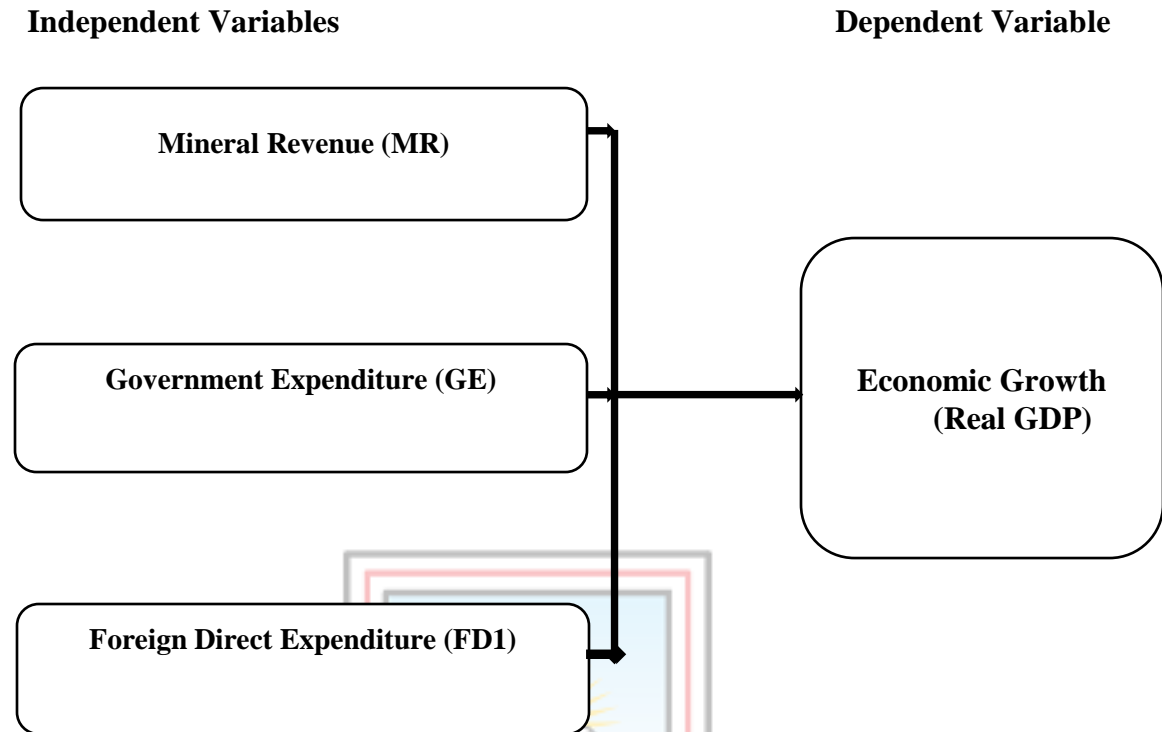 Independent Variables
Dependent Variable
Mineral Revenue (MR)
Government Expenditure (GE)
Economic Growth
(Real GDP)
Foreign Direct Expenditure (FD1)